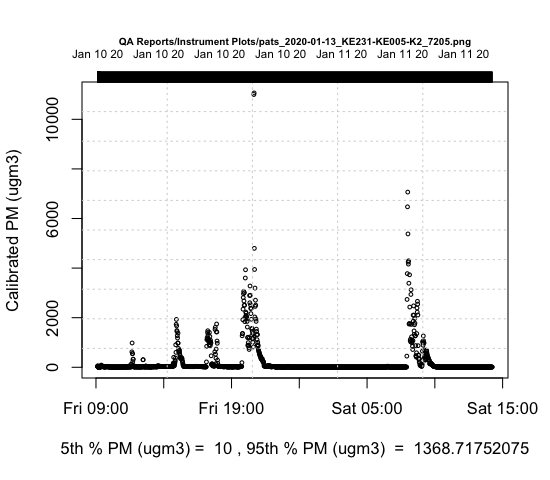 QA Reports/Instrument Plots/pats_2020-01-13_KE231-KE005-K2_7205.png
Jan 10 20 Jan 10 20 Jan 10 20 Jan 10 20 Jan 11 20 Jan 11 20 Jan 11 20
Calibrated PM (ugm3)
10000
6000
2000
0
Fri 09:00 Fri 19:00 Sat 05:00 Sat 15:00
5th % PM (ugm3) = 10 , 95th % PM (ugm3) = 1368.71752075